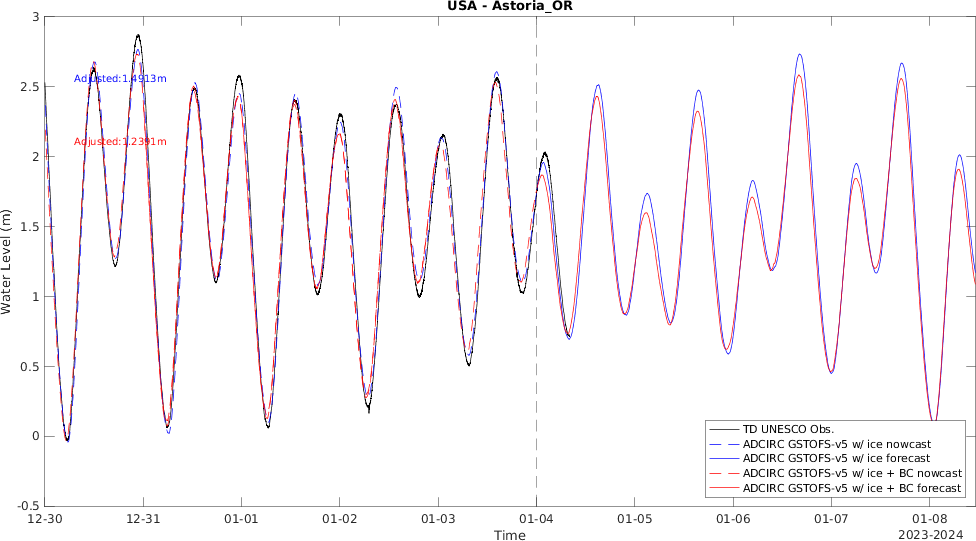 USA - Astoria_OR
3
2.5
2
1.5
1
0.5
0
-0.5
Water Level (m)
Adjusted:1.4913m
Adjusted:1.2391m
TD UNESCO Obs.
ADCIRC GSTOFS-v5 w/ ice nowcast
ADCIRC GSTOFS-v5 w/ ice forecast
ADCIRC GSTOFS-v5 w/ ice + BC nowcast
ADCIRC GSTOFS-v5 w/ ice + BC forecast
12-30 12-31 01-01 01-02 01-03 01-04 01-05 01-06 01-07 01-08
Time
2023-2024